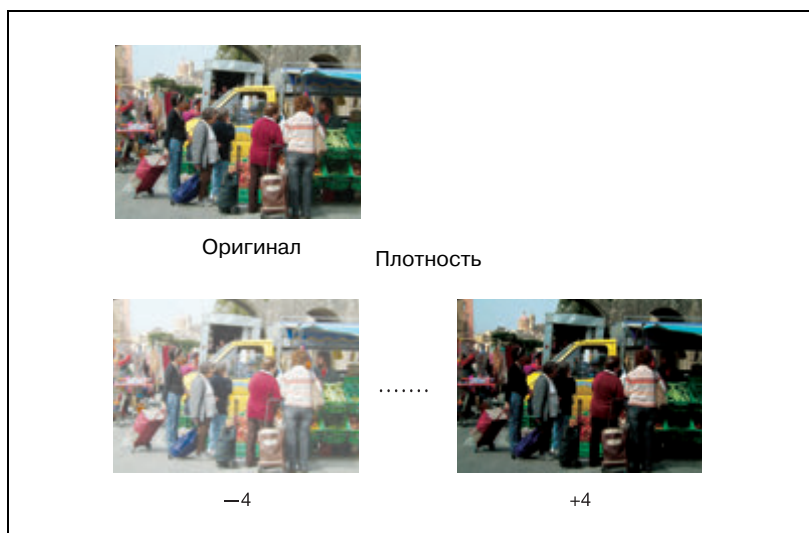 Оригинал
Плотность
.......
—4
+4